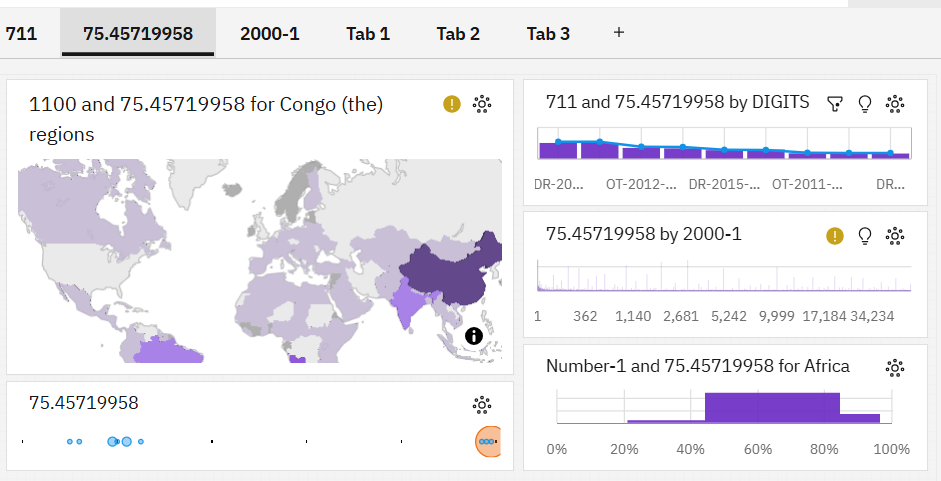 711 75.45719958 2000-1 Tab 1 Tab 2 Tab 3 +
1100 and 75.45719958 for Congo (the)
regions
75.45719958
711 and 75.45719958 by DIGITS
DR-20... OT-2012-... DR-2015-... OT-2011-... DR...
75.45719958 by 2000-1
1 362 1,140 2,681 5,242 9,999 17,184 34,234
Number-1 and 75.45719958 for Africa
0% 20% 40% 60% 80% 100%